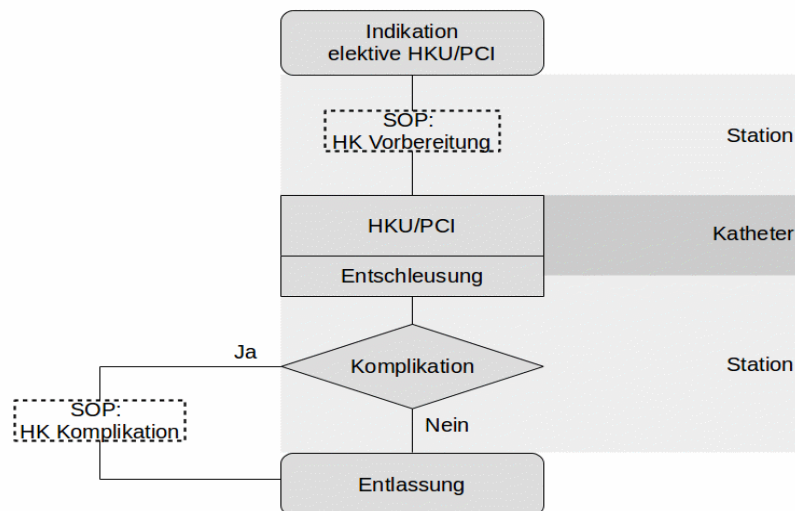 Indikation
elektive HKU/PCI
SOP:
HK Vorbereitung
Station
HKU/PCI
Katheter
Entschleusung
Ja
Komplikation
Station
SOP:
HK Komplikation
Nein
Entlassung